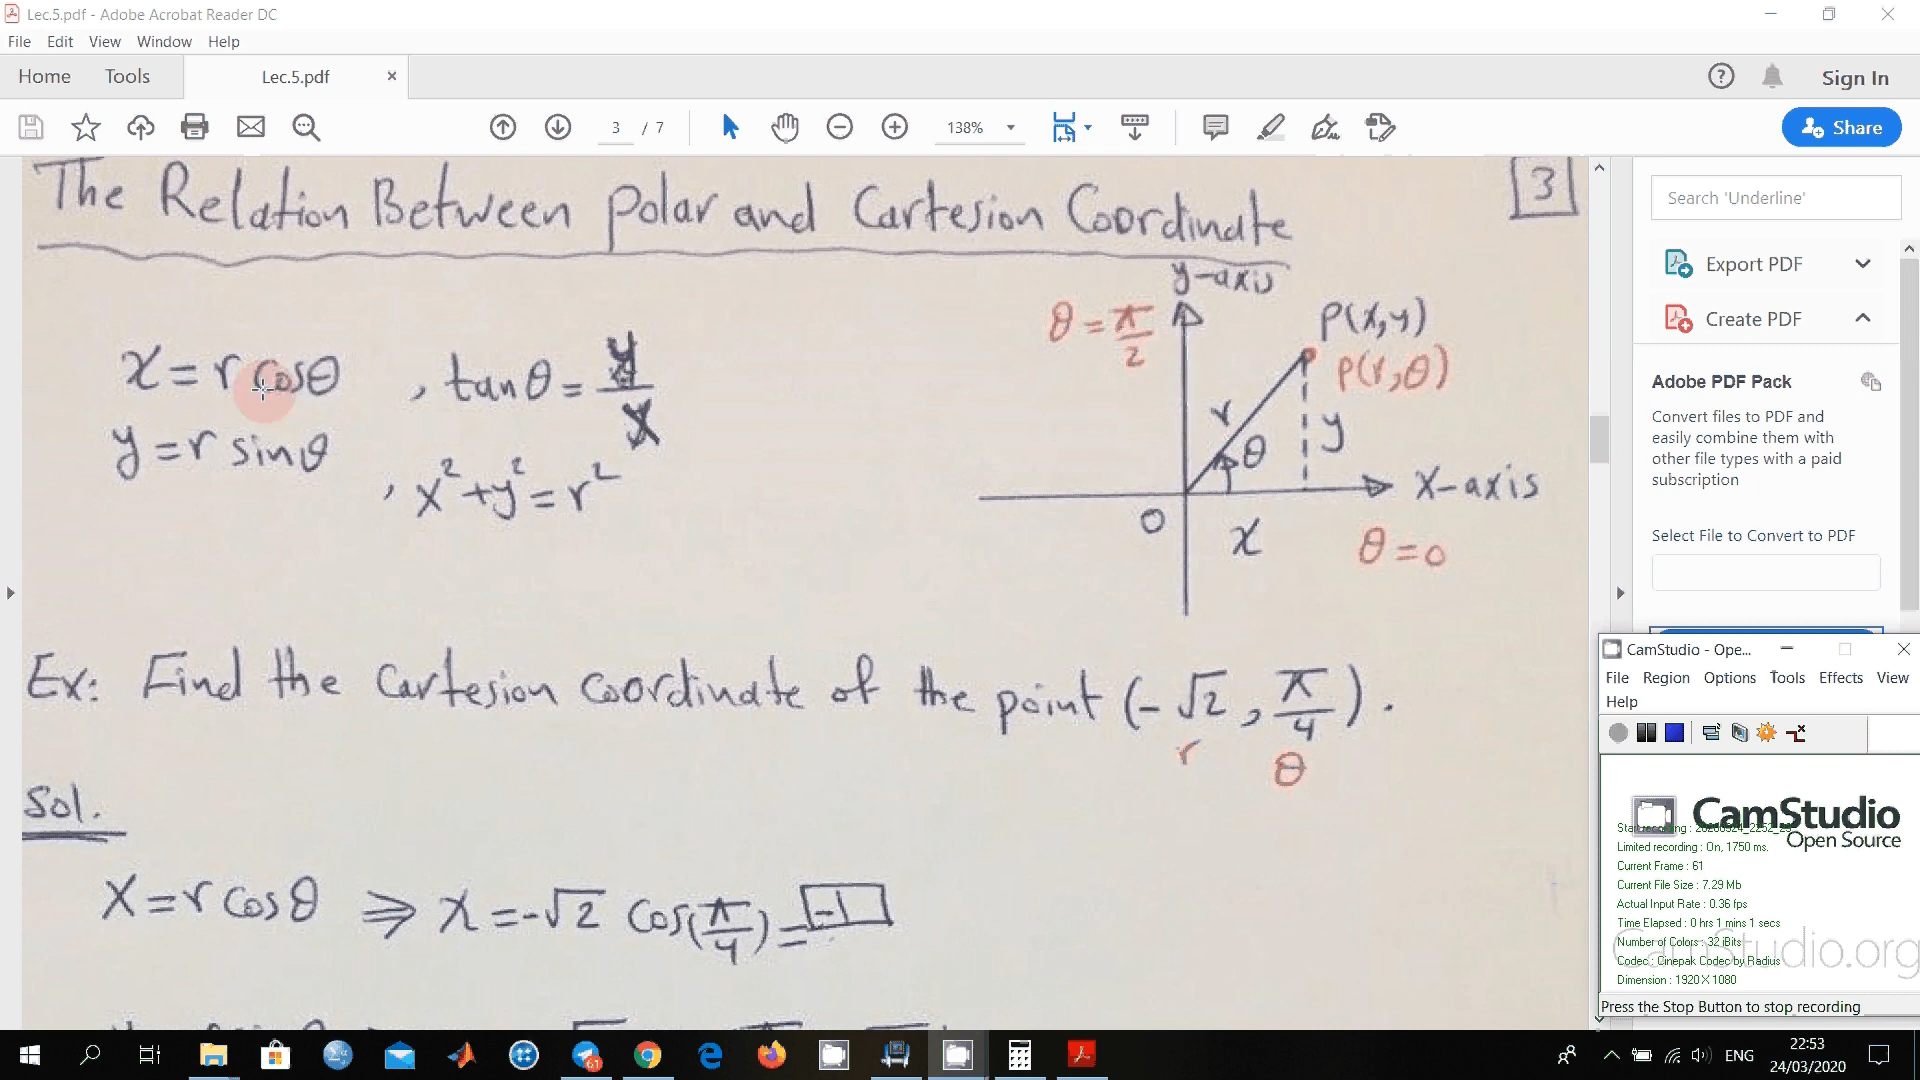 Lec.5.pdf - Adobe Acrobat Reader DC
File Edit View Window Help
Home Tools Lec.5.pdf × Sign In
3 / 7 138% Share
The Relation Between Polar and Cartesion Coordinate
3
y-axis
θ = π/2
P(x,y)
P(r,θ)
x = r cosθ , tanθ = y/x
y = r sinθ
, x² + y² = r²
r
θ
y
x-axis
O
x
θ = 0
Ex: Find the Cartesion Coordinate of the point (-√2, π/4).
r θ
Sol.
X = r cosθ ⇒ x = -√2 Cos(π/4) = -1
Search 'Underline'
Export PDF
Create PDF
Adobe PDF Pack
Convert files to PDF and
easily combine them with
other file types with a paid
subscription
Select File to Convert to PDF
CamStudio - Ope...
File Region Options Tools Effects View
Help
CamStudio
Open Source
Limited recording : On, 1750 ms.
Current Frame : 61
Current File Size : 7.29 Mb
Actual Input Rate : 0.36 fps
Time Elapsed : 0 hrs 1 mins 1 secs
Number of Colors : 32 iBits
Codec : Cinepak Codec by Radius
Dimension : 1920 X 1080
CamStudio.org
Press the Stop Button to stop recording
61
ENG
22:53
24/03/2020